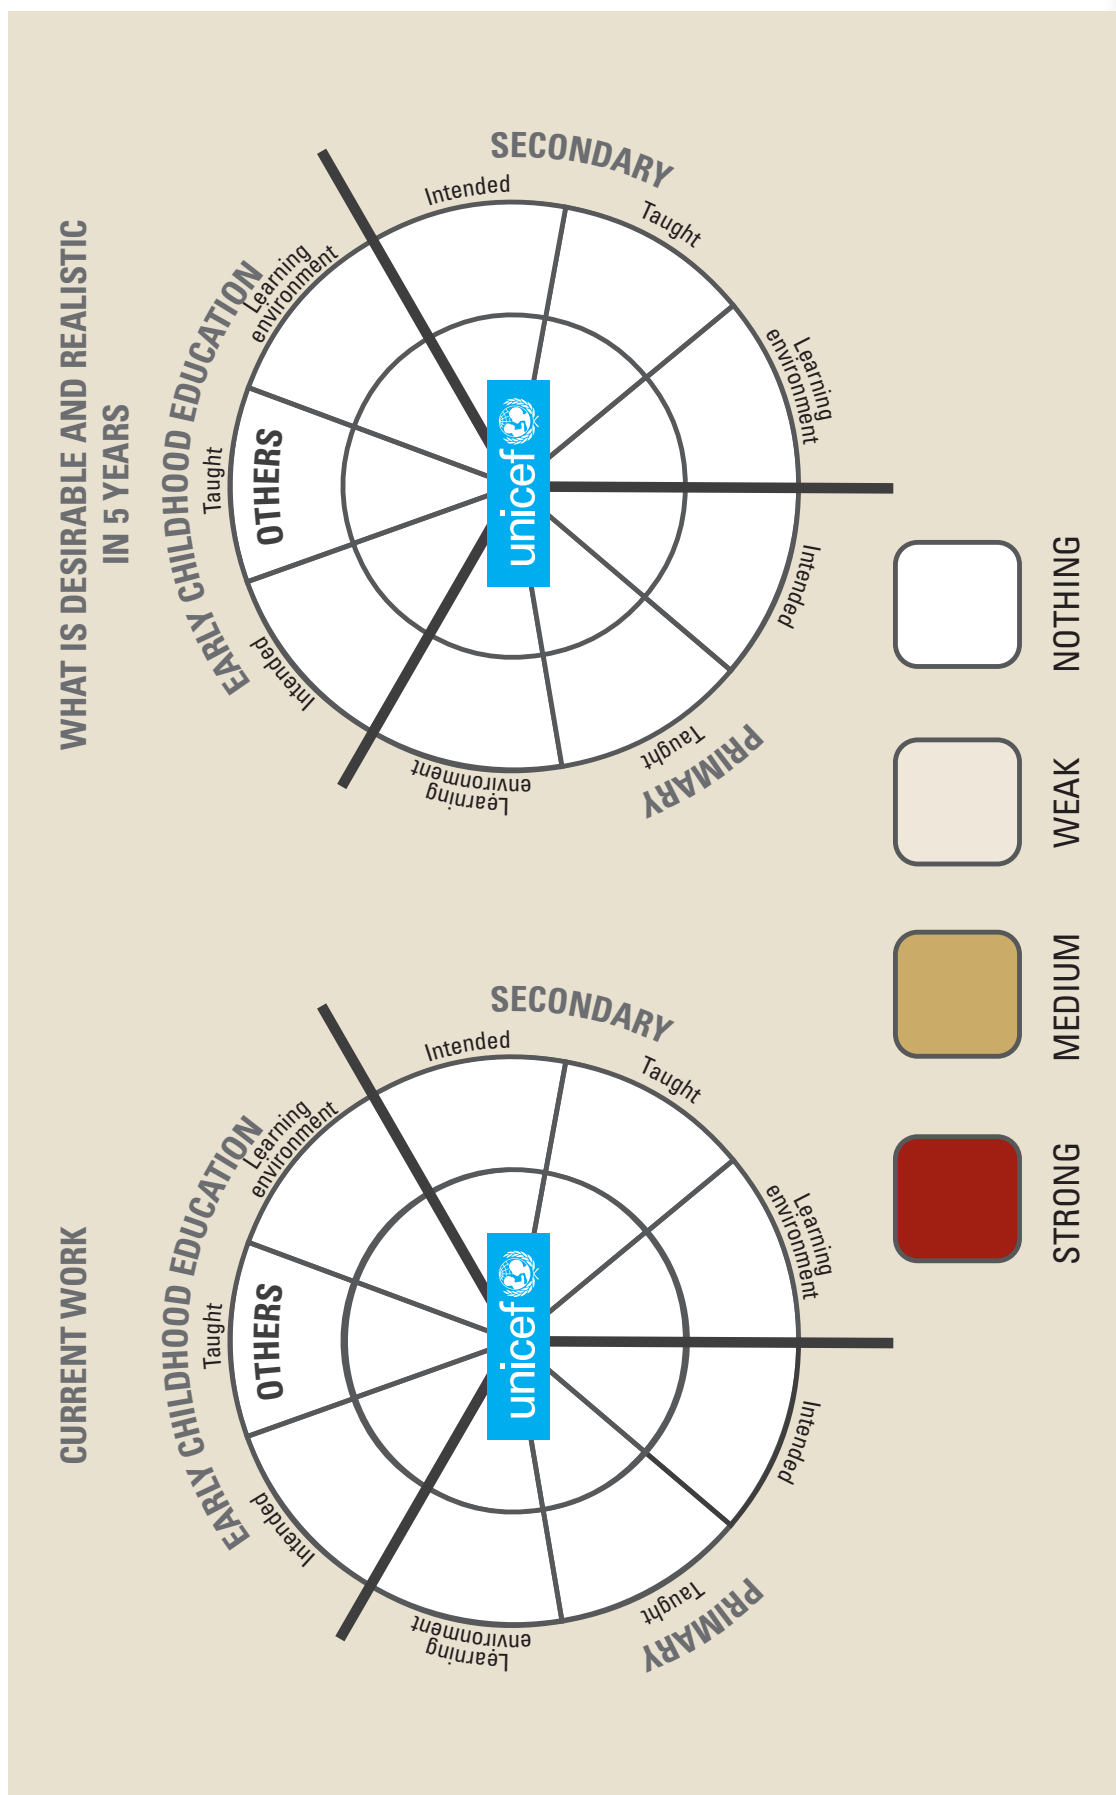 CURRENT WORK
EARLY CHILDHOOD EDUCATION
Intended
Taught
Learning
environment
OTHERS
SECONDARY
Intended
Taught
Learning
environment
PRIMARY
Intended
Taught
Learning
environment
unicef
WHAT IS DESIRABLE AND REALISTIC
IN 5 YEARS
EARLY CHILDHOOD EDUCATION
Intended
Taught
Learning
environment
OTHERS
SECONDARY
Intended
Taught
Learning
environment
PRIMARY
Intended
Taught
Learning
environment
unicef
STRONG
MEDIUM
WEAK
NOTHING